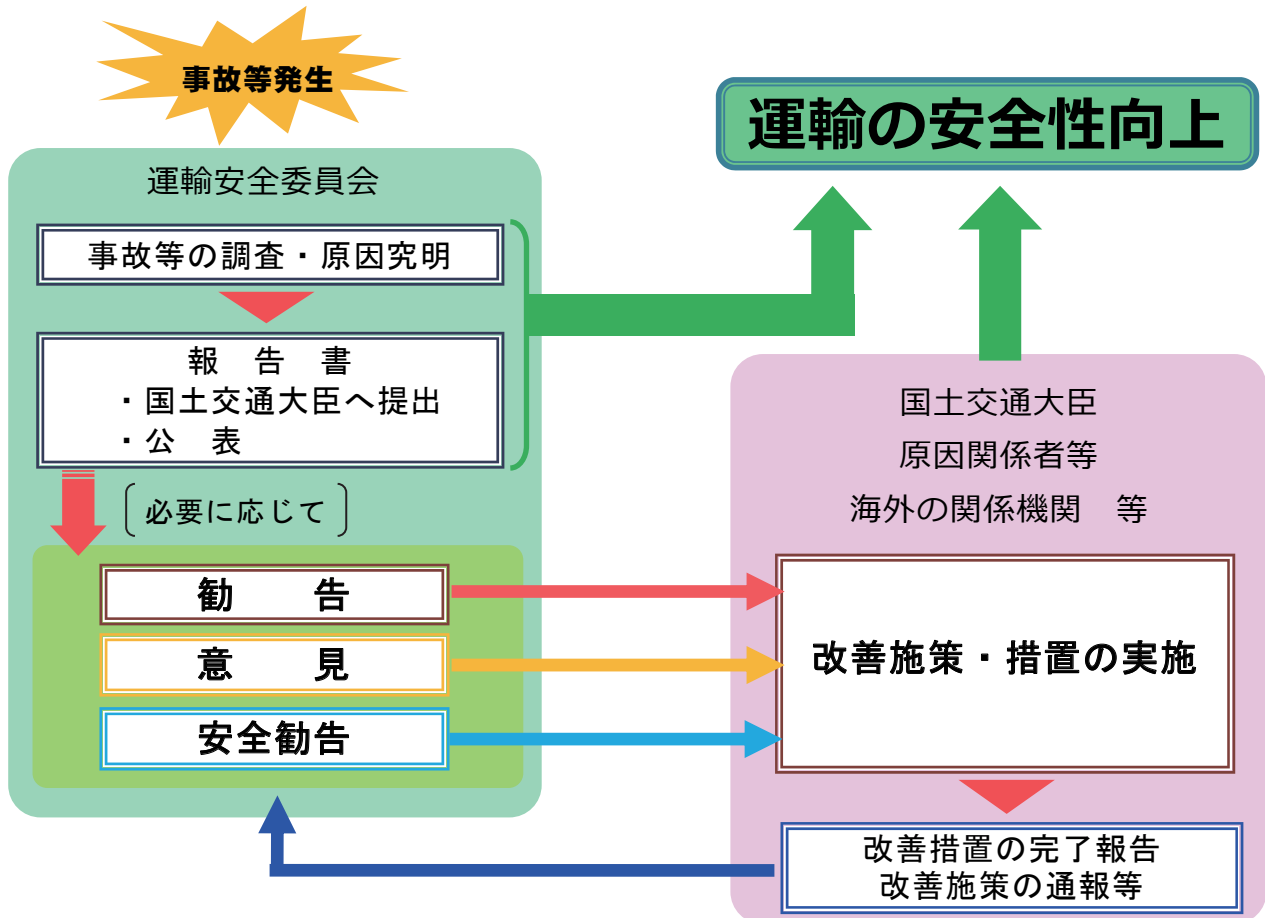 事故等発生
運輸の安全性向上
運輸安全委員会
事故等の調査・原因究明
報　告　書
・国土交通大臣へ提出
・公　表
〔必要に応じて〕
勧　　告
意　　見
安全勧告
国土交通大臣
原因関係者等
海外の関係機関　等
改善施策・措置の実施
改善措置の完了報告
改善施策の通報等